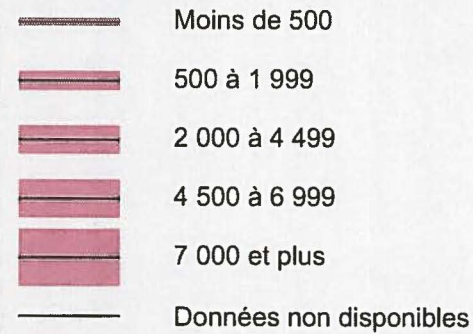 Moins de 500
500 à 1 999
2 000 à 4 499
4 500 à 6 999
7 000 et plus
Données non disponibles